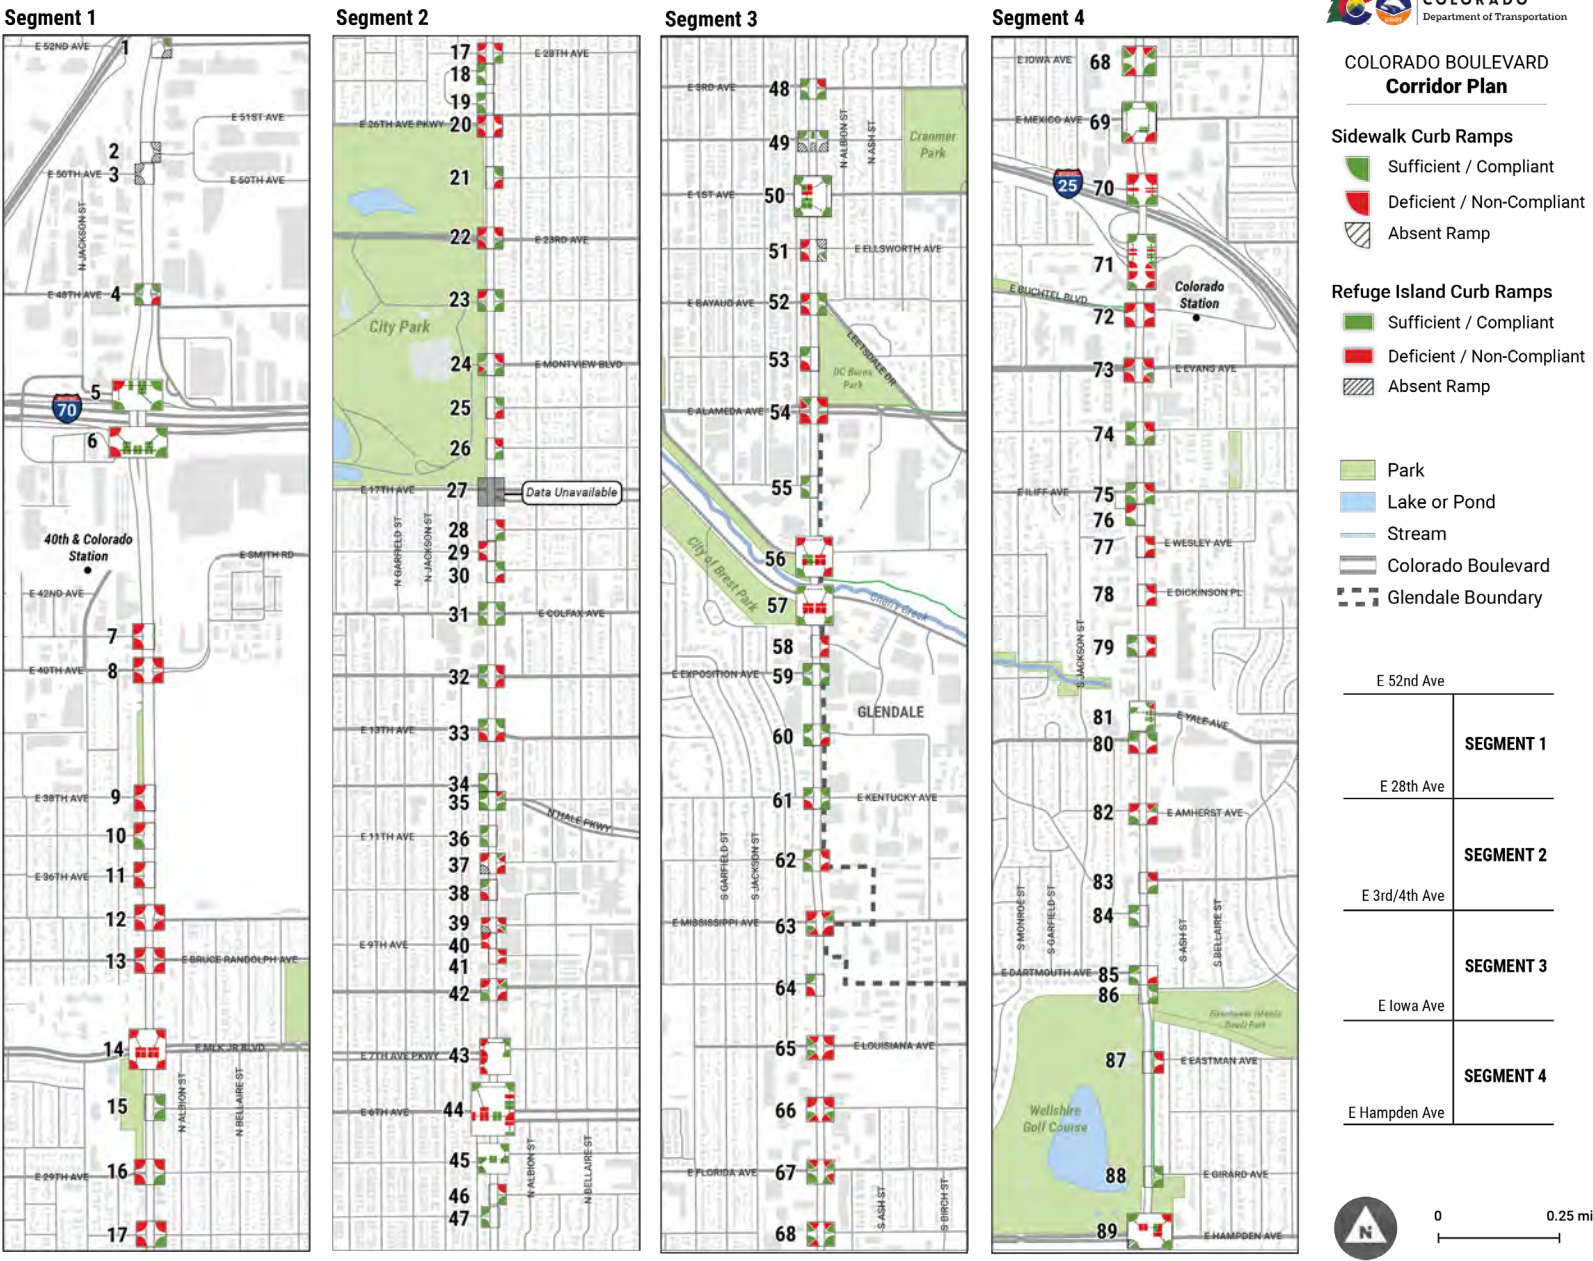 Segment 1
E 52ND AVE
1
E 51ST AVE
2
E 50TH AVE
3
E 50TH AVE
N JACKSON ST
E 48TH AVE
4
5
70
6
40th & Colorado
Station
E SMITH RD
E 42ND AVE
7
E 40TH AVE
8
E 38TH AVE
9
10
E 36TH AVE
11
12
13
E BRUCE RANDOLPH AVE
14
E MLK JR BLVD
15
N ALBION ST
N BELLAIRE ST
E 29TH AVE
16
17
Segment 2
17
E 28TH AVE
18
19
E 26TH AVE PKWY
20
21
22
E 23RD AVE
23
City Park
24
E MONTVIEW BLVD
25
26
E 17TH AVE
27
Data Unavailable
N GARFIELD ST
N JACKSON ST
28
29
30
31
E COLFAX AVE
32
E 13TH AVE
33
34
35
N HALE PKWY
E 11TH AVE
36
37
38
39
E 9TH AVE
40
41
42
E 7TH AVE PKWY
43
E 6TH AVE
44
45
N ALBION ST
N BELLAIRE ST
46
47
Segment 3
E 3RD AVE
48
49
N ALBION ST
N ASH ST
Cranmer
Park
E 1ST AVE
50
51
E ELLSWORTH AVE
E BAYAUD AVE
52
LEETSDALE DR
53
DC Burns
Park
E ALAMEDA AVE
54
55
City of Brest Park
56
57
Cherry Creek
58
E EXPOSITION AVE
59
GLENDALE
60
61
E KENTUCKY AVE
S GARFIELD ST
S JACKSON ST
62
E MISSISSIPPI AVE
63
64
65
E LOUISIANA AVE
66
E FLORIDA AVE
67
S ASH ST
S BIRCH ST
68
Segment 4
E IOWA AVE
68
E MEXICO AVE
69
25
70
71
E BUCHTEL BLVD
Colorado
Station
72
73
E EVANS AVE
74
E ILIFF AVE
75
76
77
E WESLEY AVE
78
E DICKINSON PL
S JACKSON ST
79
81
E YALE AVE
80
82
E AMHERST AVE
83
S MONROE ST
S GARFIELD ST
84
S ASH ST
S BELLAIRE ST
E DARTMOUTH AVE
85
86
87
E EASTMAN AVE
Wellshire
Golf Course
88
E GIRARD AVE
89
E HAMPDEN AVE
COLORADO
Department of Transportation
COLORADO BOULEVARD
Corridor Plan
Sidewalk Curb Ramps
Sufficient / Compliant
Deficient / Non-Compliant
Absent Ramp
Refuge Island Curb Ramps
Sufficient / Compliant
Deficient / Non-Compliant
Absent Ramp
Park
Lake or Pond
Stream
Colorado Boulevard
Glendale Boundary
E 52nd Ave
SEGMENT 1
E 28th Ave
SEGMENT 2
E 3rd/4th Ave
SEGMENT 3
E Iowa Ave
SEGMENT 4
E Hampden Ave
N
0
0.25 mi